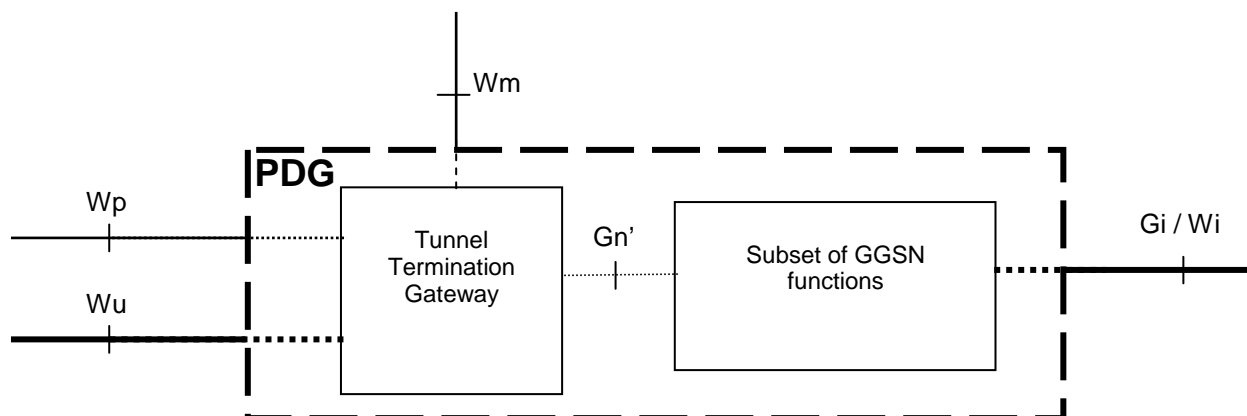 Wm
PDG
Wp
Tunnel
Termination
Gateway
Gn’
Subset of GGSN
functions
Gi / Wi
Wu